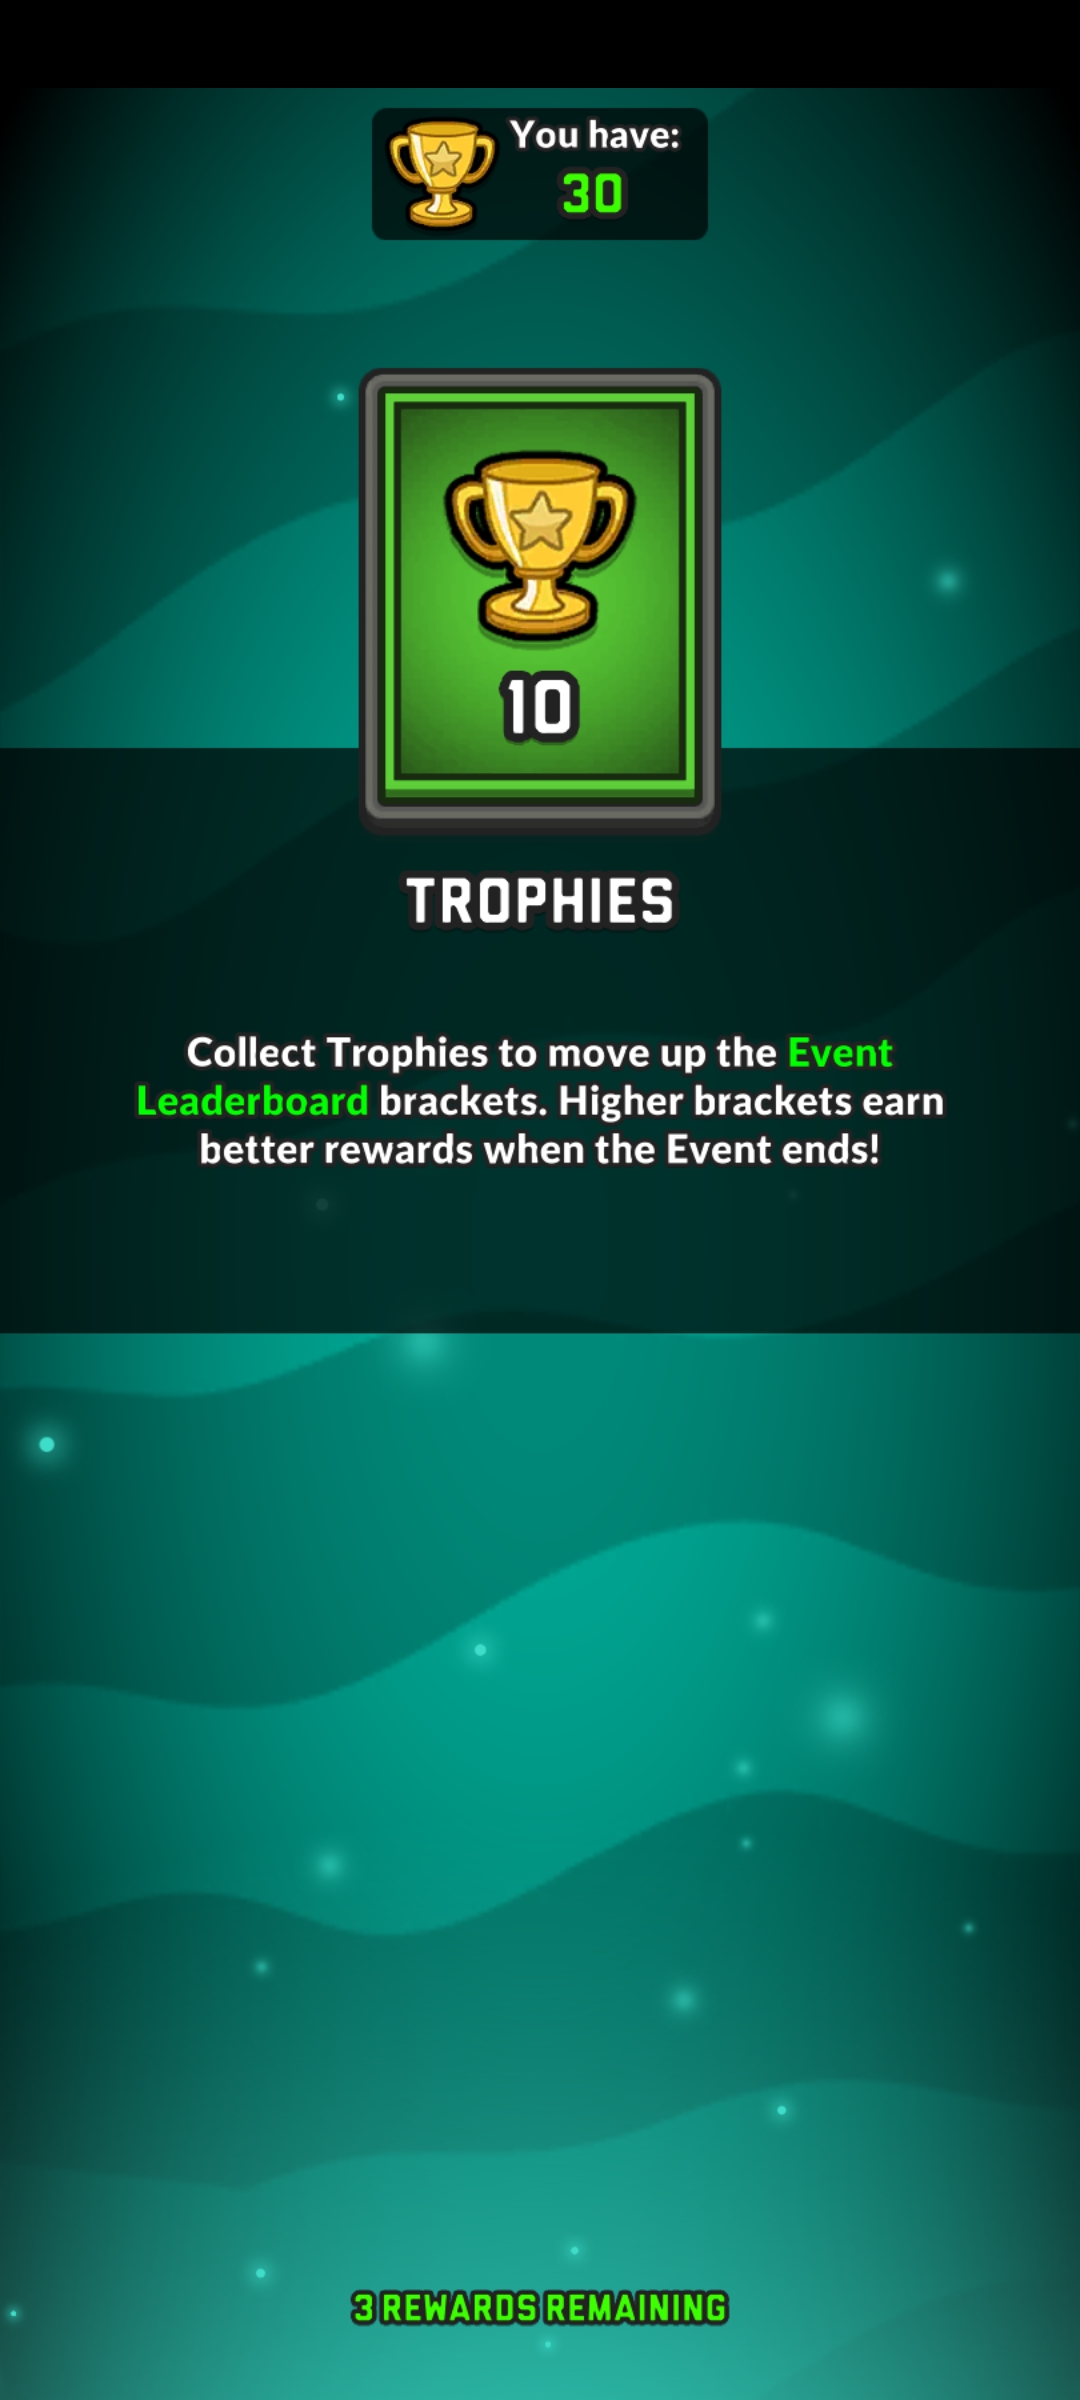 You have:
30
10
TROPHIES
Collect Trophies to move up the Event
Leaderboard brackets. Higher brackets earn
better rewards when the Event ends!
3 REWARDS REMAINING